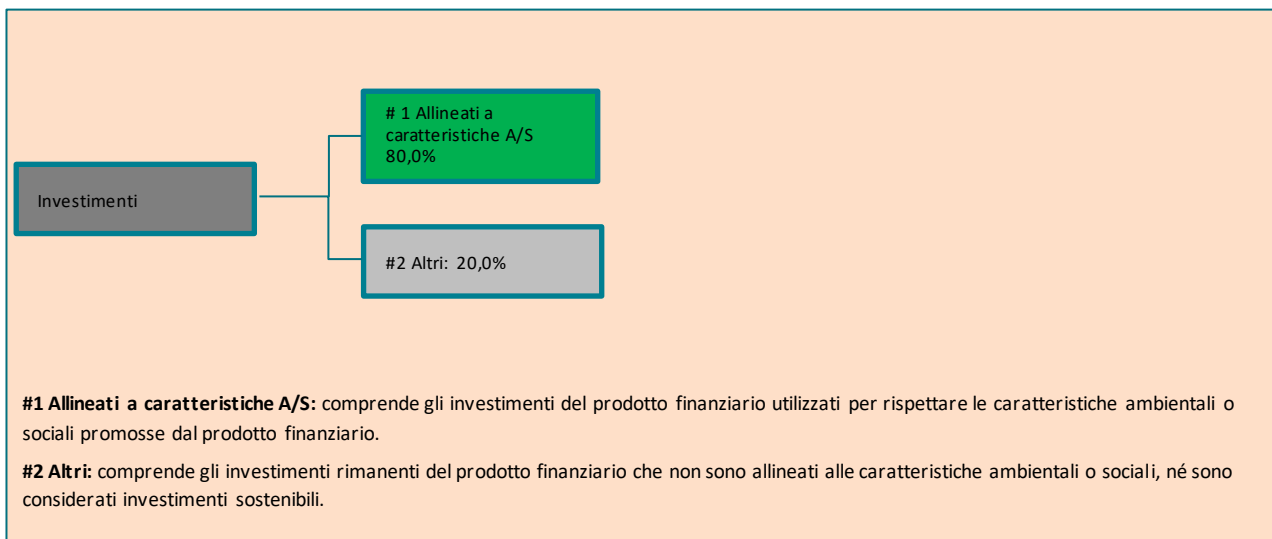 # 1 Allineati a
caratteristiche A/S
80,0%
Investimenti
#2 Altri: 20,0%
#1 Allineati a caratteristiche A/S: comprende gli investimenti del prodotto finanziario utilizzati per rispettare le caratteristiche ambientali o
sociali promosse dal prodotto finanziario.
#2 Altri: comprende gli investimenti rimanenti del prodotto finanziario che non sono allineati alle caratteristiche ambientali o sociali, né sono
considerati investimenti sostenibili.